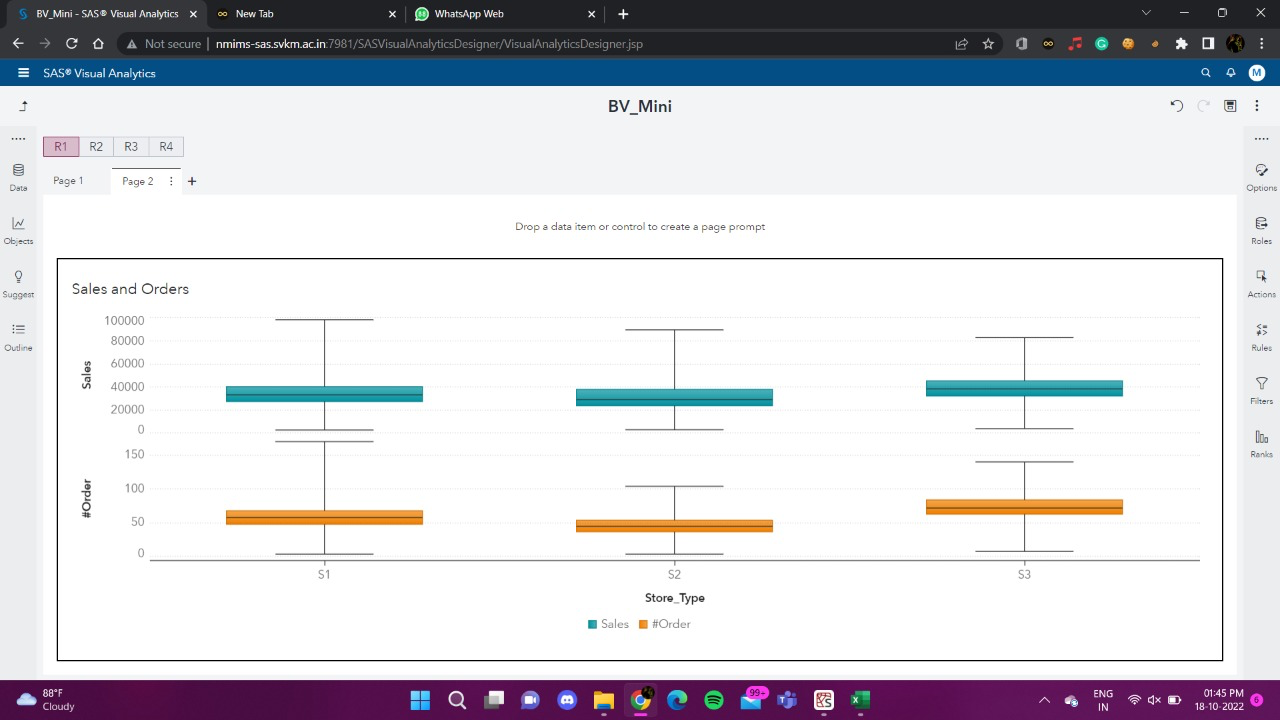 BV_Mini - SAS® Visual Analytics
New Tab
WhatsApp Web
Not secure
nmims-sas.svkm.ac.in:7981/SASVisualAnalyticsDesigner/VisualAnalyticsDesigner.jsp
SAS® Visual Analytics
M
BV_Mini
R1 R2 R3 R4
Page 1 Page 2
Data
Objects
Suggest
Outline
Options
Roles
Actions
Rules
Filters
Ranks
Drop a data item or control to create a page prompt
Sales and Orders
Sales
100000
80000
60000
40000
20000
0
#Order
150
100
50
0
S1 S2 S3
Store_Type
Sales #Order
88°F
Cloudy
99+
ENG
IN
01:45 PM
18-10-2022
6